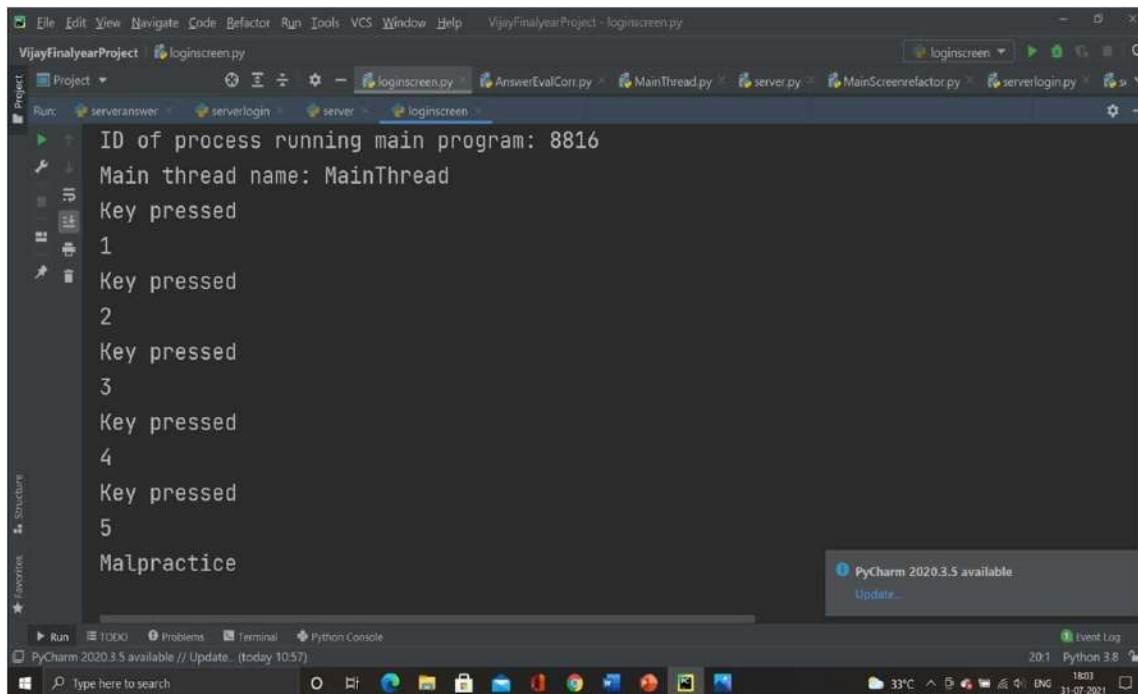 File Edit View Navigate Code Refactor Run Tools VCS Window Help VijayFinalyearProject - loginscreen.py
VijayFinalyearProject loginscreen.py loginscreen
Project loginscreen.py AnswerEvalCorr.py MainThread.py server.py MainScreenrefactor.py serverlogin.py
Run: serveranswer serverlogin server loginscreen
ID of process running main program: 8816
Main thread name: MainThread
Key pressed
1
Key pressed
2
Key pressed
3
Key pressed
4
Key pressed
5
Malpractice
PyCharm 2020.3.5 available
Update...
Project
Structure
Favorites
Run TODO Problems Terminal Python Console Event Log
PyCharm 2020.3.5 available // Update... (today 10:57) 20:1 Python 3.8
Type here to search 33°C ENG 18:03
31-07-2021